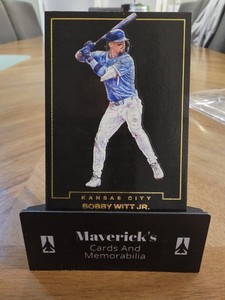 KANSAS CITY
BOBBY WITT JR.
Maverick's
Cards And
Memorabilia